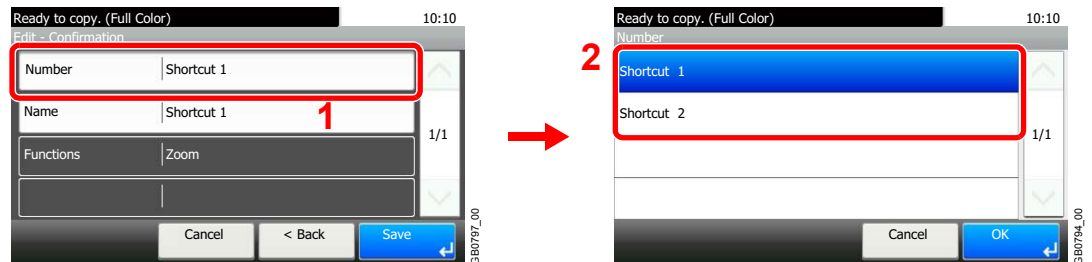 Ready to copy. (Full Color) 10:10
Edit - Confirmation
Number Shortcut 1
Name Shortcut 1
1
1/1
Functions Zoom
Cancel < Back Save
GB0797_00
Ready to copy. (Full Color) 10:10
Number
2
Shortcut 1
Shortcut 2
1/1
Cancel OK
GB0794_00